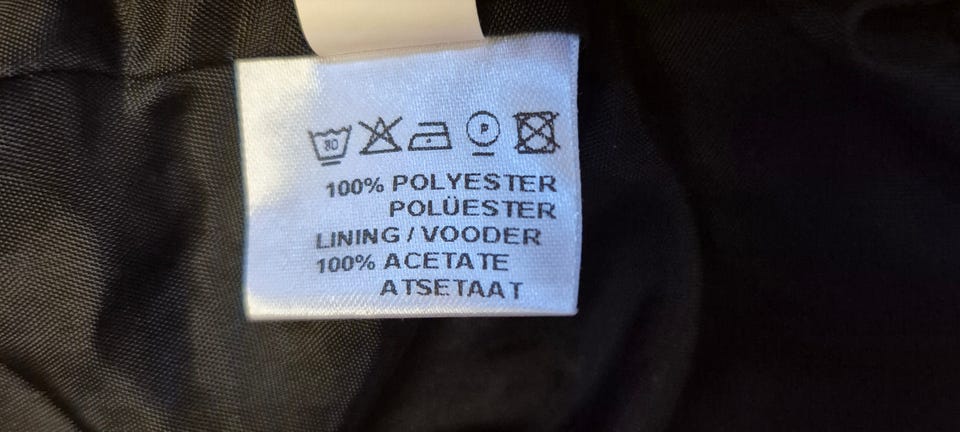 P
100% POLYESTER
POLÜESTER
LINING / VOODER
100% ACETATE
ATSETAAT